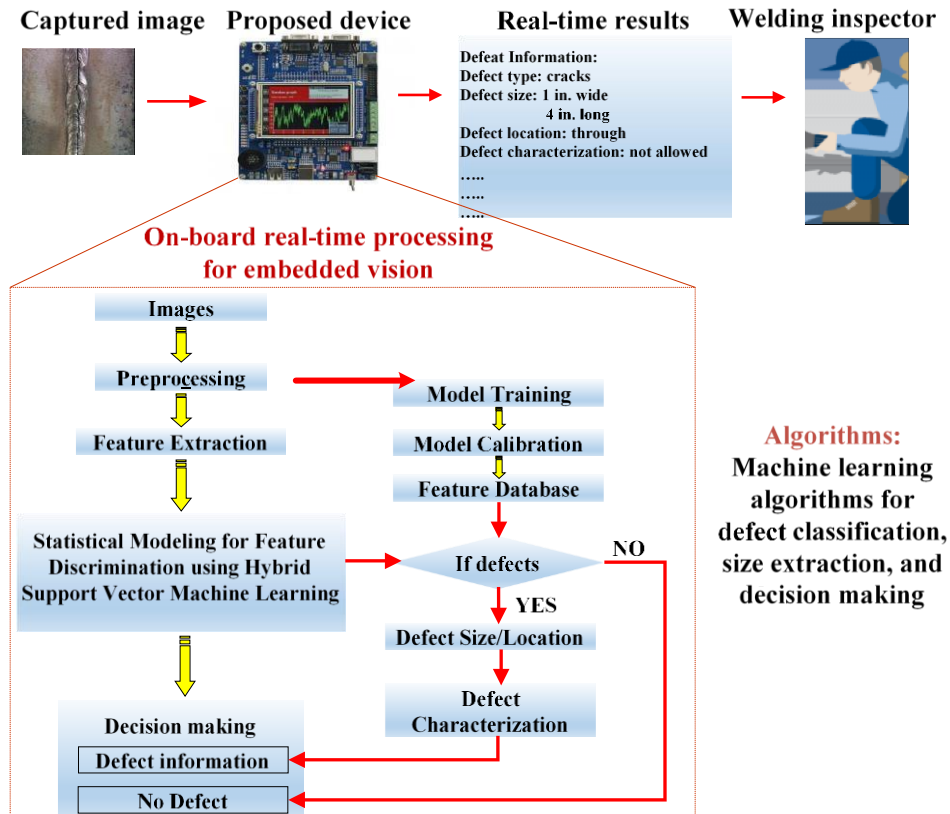 Captured image
Proposed device
Real-time results
Welding inspector
Defeat Information:
Defect type: cracks
Defect size: 1 in. wide
4 in. long
Defect location: through
Defect characterization: not allowed
…..
…..
…..
On-board real-time processing
for embedded vision
Images
Preprocessing
Feature Extraction
Statistical Modeling for Feature
Discrimination using Hybrid
Support Vector Machine Learning
Decision making
Defect information
No Defect
Model Training
Model Calibration
Feature Database
If defects
NO
YES
Defect Size/Location
Defect
Characterization
Algorithms:
Machine learning
algorithms for
defect classification,
size extraction, and
decision making